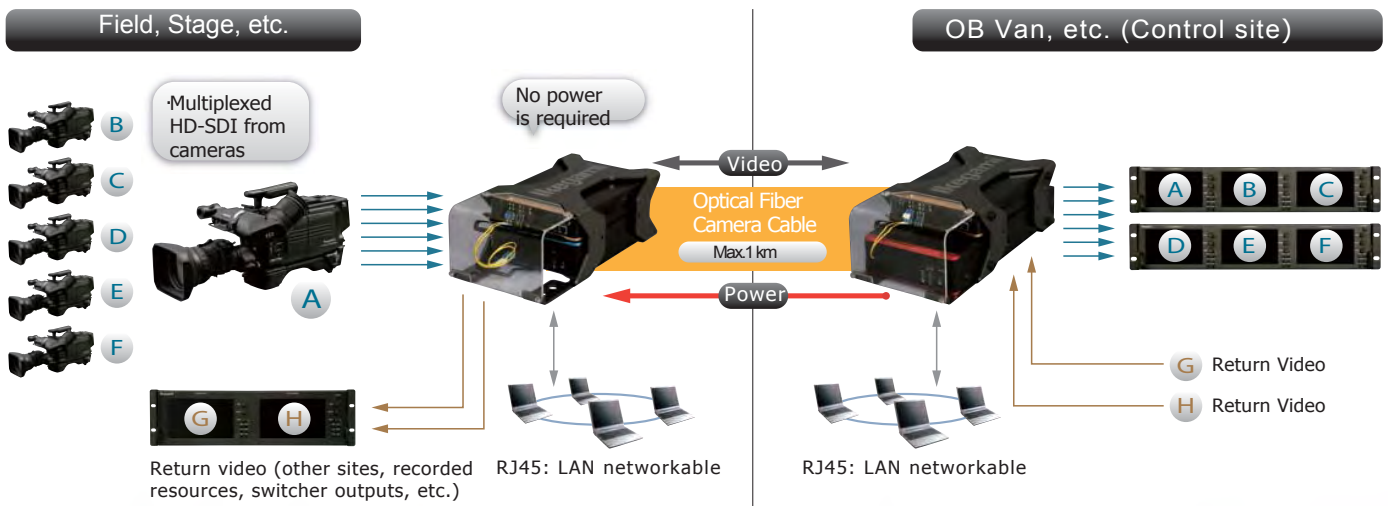 Field, Stage, etc.
OB Van, etc. (Control site)
·Multiplexed
HD-SDI from
cameras
No power
is required
B
C
D
E
F
A
Video
Optical Fiber
Camera Cable
Max.1 km
Power
A
B
C
D
E
F
G Return Video
H Return Video
G
H
Return video (other sites, recorded
resources, switcher outputs, etc.)
RJ45: LAN networkable
RJ45: LAN networkable